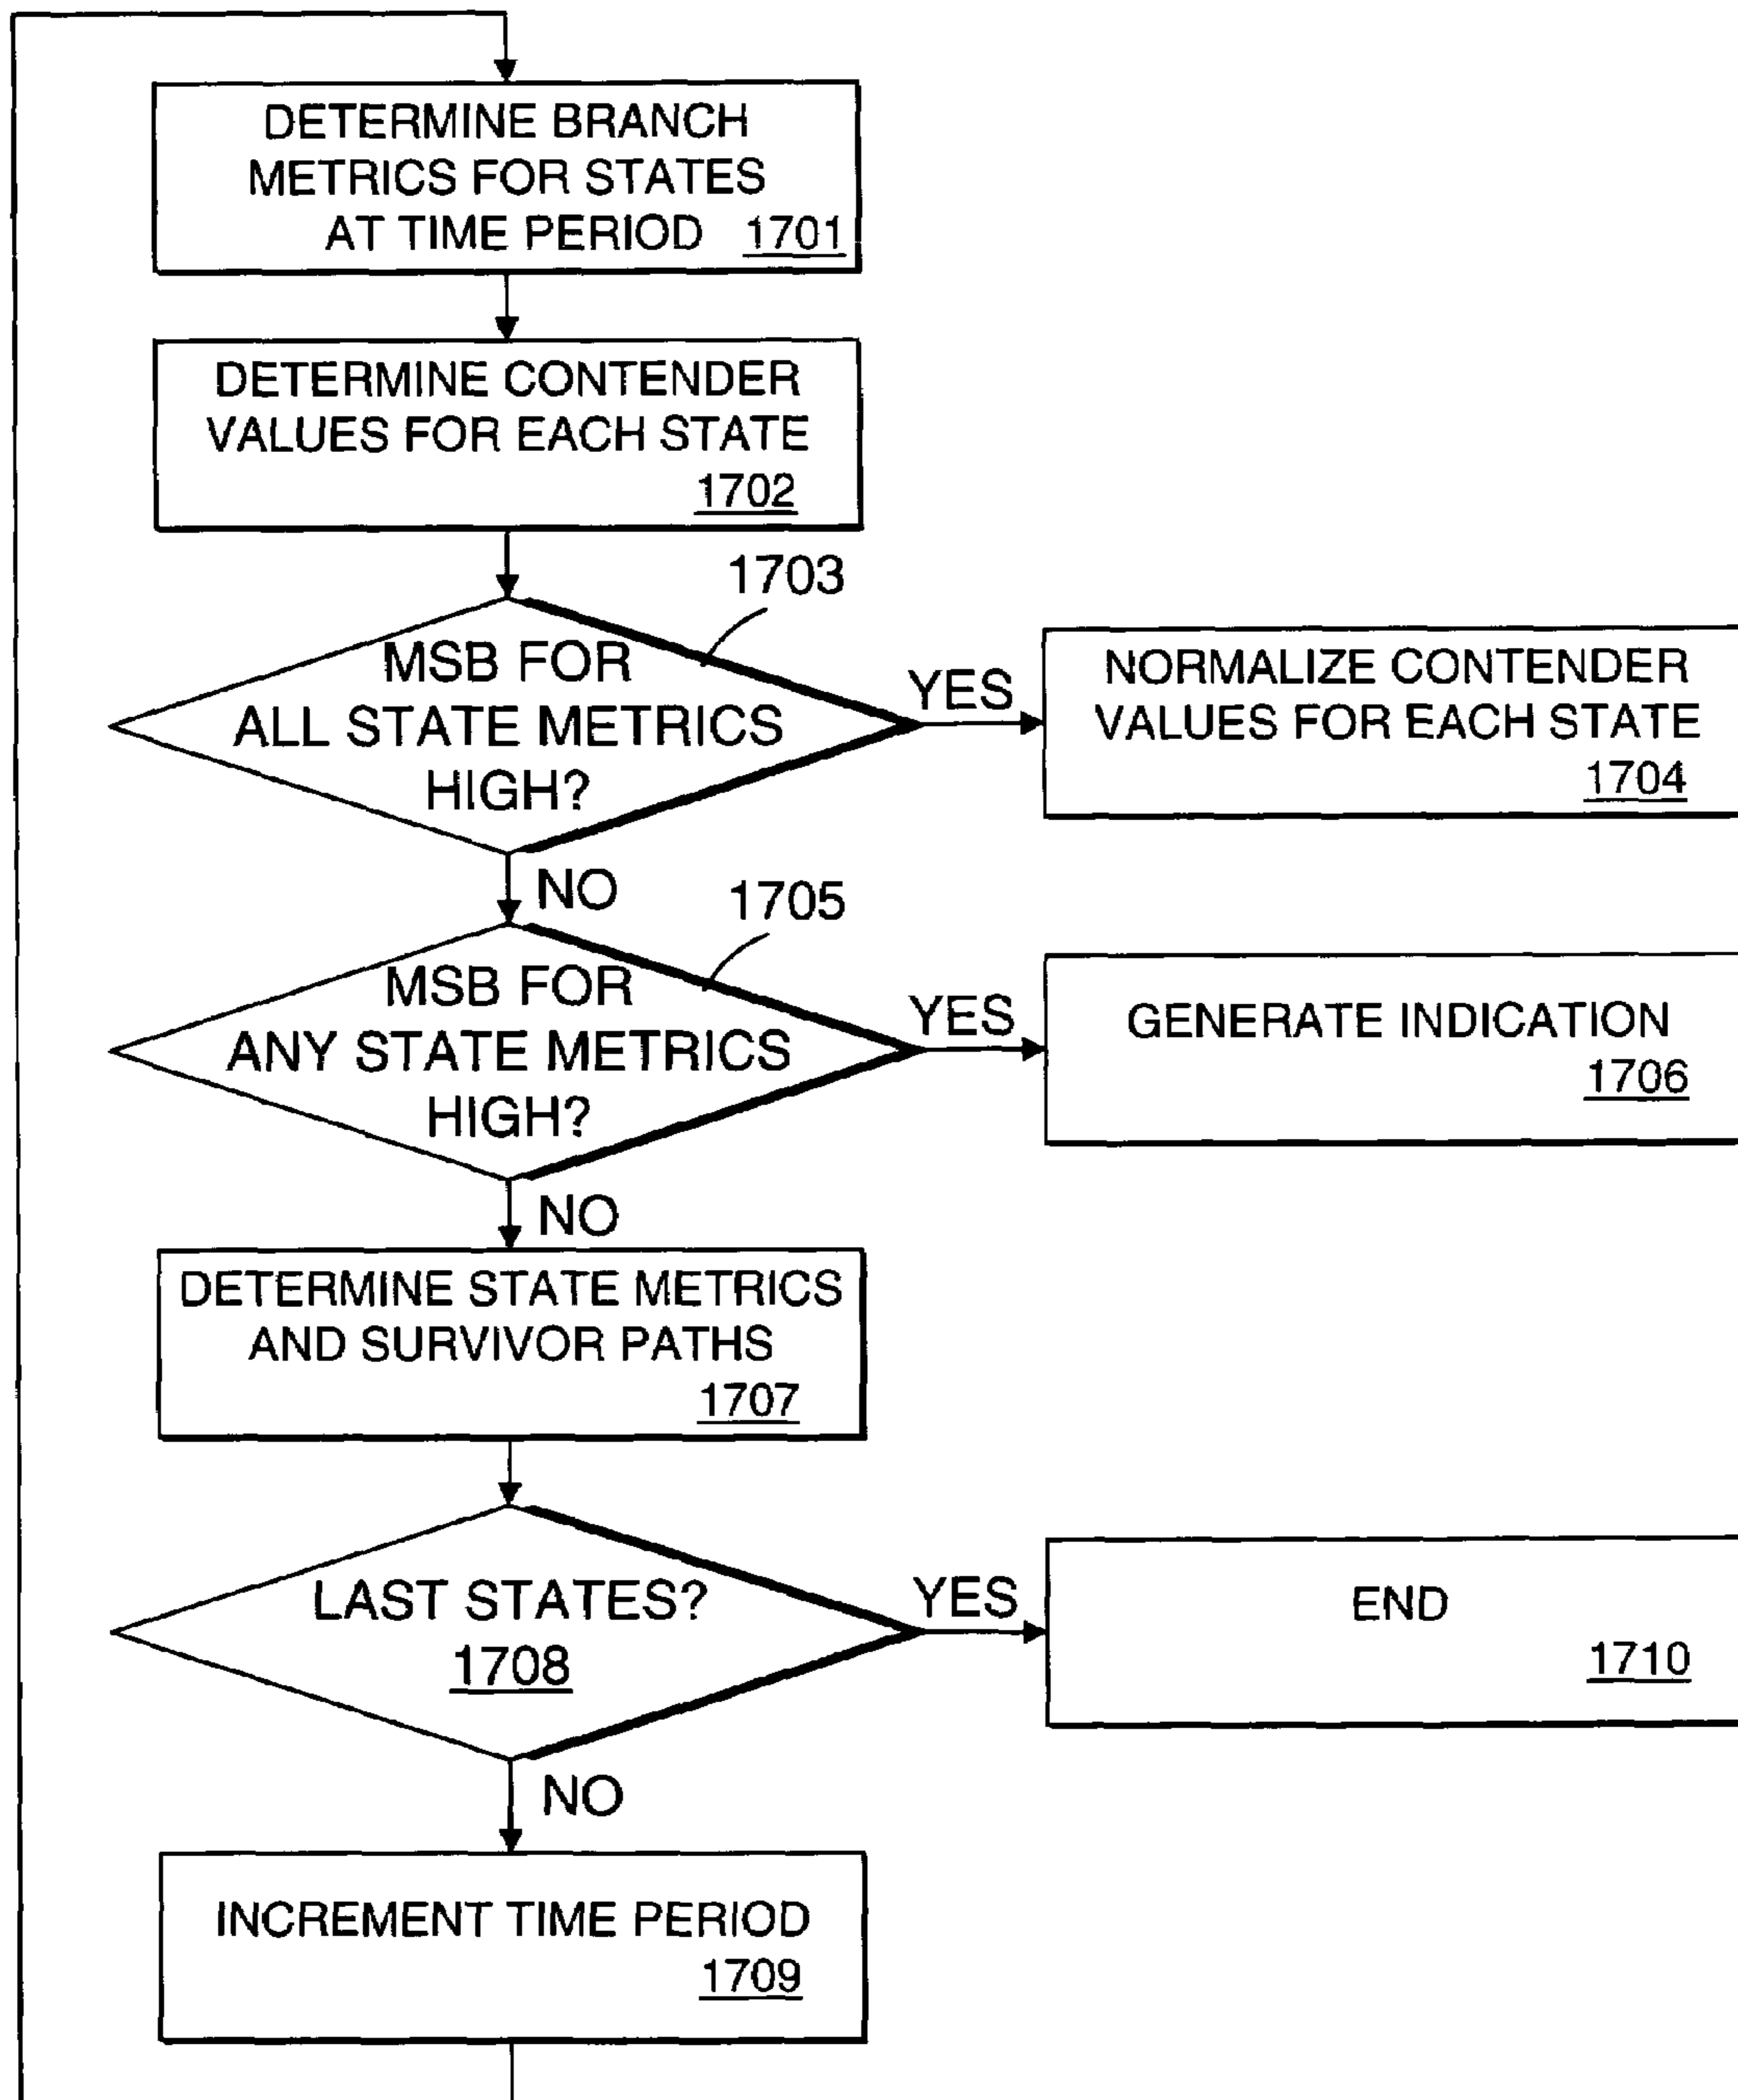 DETERMINE BRANCH
METRICS FOR STATES
AT TIME PERIOD 1701
DETERMINE CONTENDER
VALUES FOR EACH STATE
1702
1703
MSB FOR
ALL STATE METRICS
HIGH?
YES
NORMALIZE CONTENDER
VALUES FOR EACH STATE
1704
NO
1705
MSB FOR
ANY STATE METRICS
HIGH?
YES
GENERATE INDICATION
1706
NO
DETERMINE STATE METRICS
AND SURVIVOR PATHS
1707
LAST STATES?
1708
YES
END
1710
NO
INCREMENT TIME PERIOD
1709